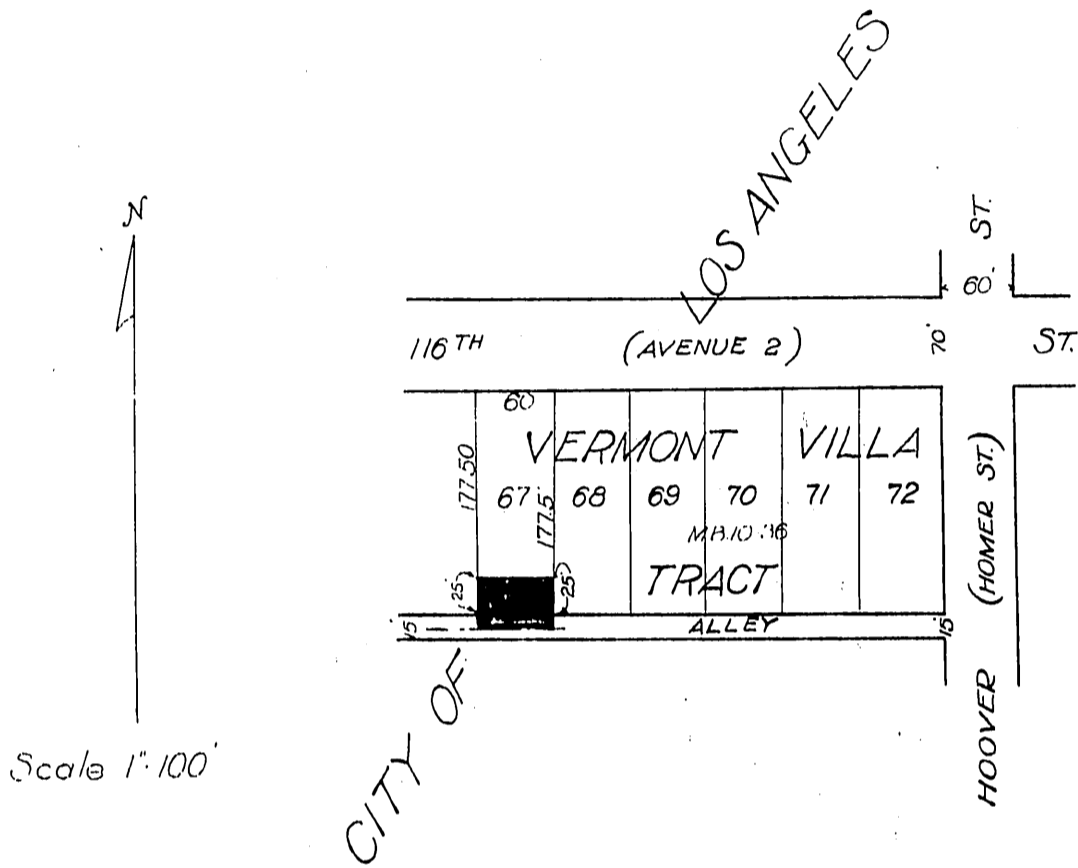 LOS ANGELES
N
ST.
60'
116TH
(AVENUE 2)
70'
ST.
60
VERMONT VILLA
177.50
67
177.5
68
69
70
71
72
M.B.10-36
TRACT
25'
25'
ALLEY
15'
15'
(HOMER ST.)
HOOVER
CITY OF
Scale 1"=100'